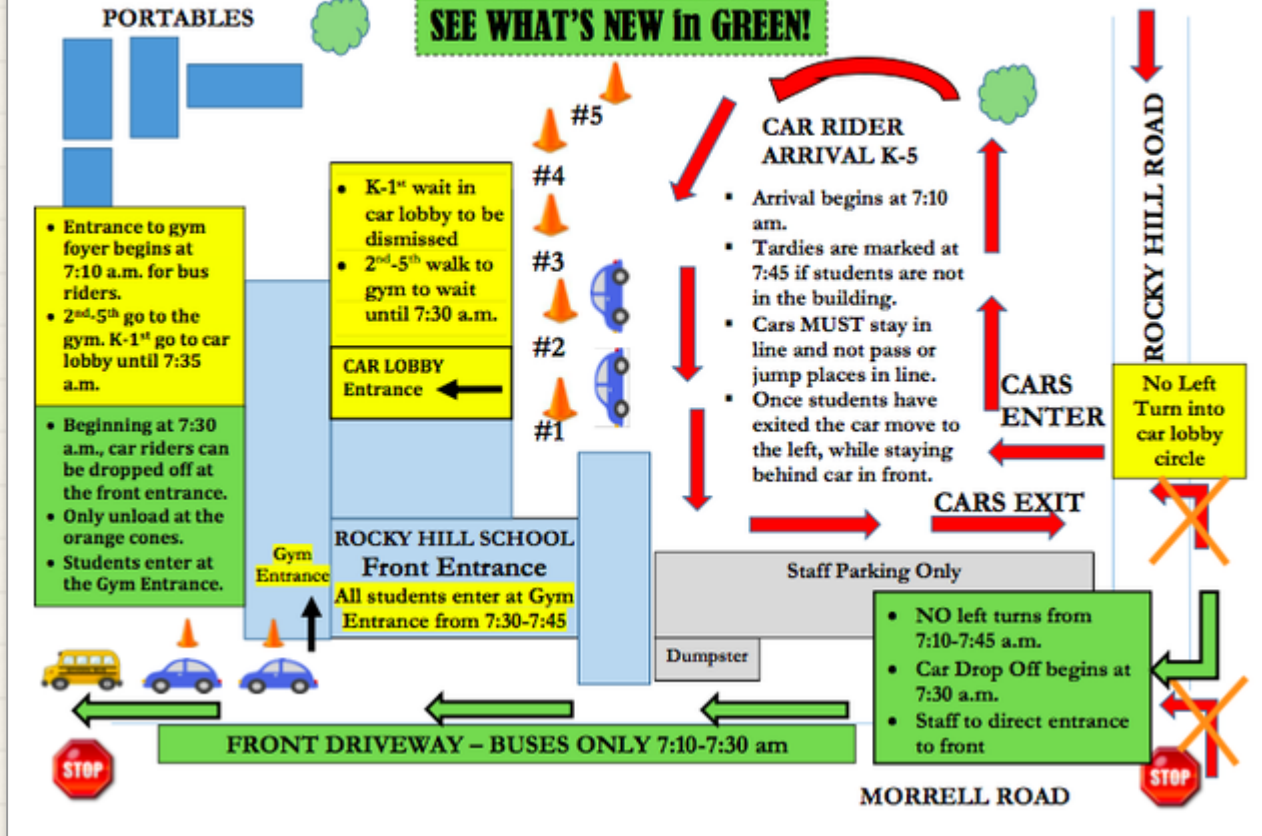 PORTABLES
SEE WHAT'S NEW in GREEN!
#5
#4
#3
#2
#1
CAR RIDER
ARRIVAL K-5
▪ Arrival begins at 7:10
am.
▪ Tardies are marked at
7:45 if students are not
in the building.
▪ Cars MUST stay in
line and not pass or
jump places in line.
▪ Once students have
exited the car move to
the left, while staying
behind car in front.
ROCKY HILL ROAD
• K-1st wait in
car lobby to be
dismissed
• 2nd-5th walk to
gym to wait
until 7:30 a.m.
CAR LOBBY
Entrance
• Entrance to gym
foyer begins at
7:10 a.m. for bus
riders.
• 2nd-5th go to the
gym. K-1st go to car
lobby until 7:35
a.m.
• Beginning at 7:30
a.m., car riders can
be dropped off at
the front entrance.
• Only unload at the
orange cones.
• Students enter at
the Gym Entrance.
CARS
ENTER
No Left
Turn into
car lobby
circle
CARS EXIT
Gym
Entrance
ROCKY HILL SCHOOL
Front Entrance
All students enter at Gym
Entrance from 7:30-7:45
Staff Parking Only
Dumpster
• NO left turns from
7:10-7:45 a.m.
• Car Drop Off begins at
7:30 a.m.
• Staff to direct entrance
to front
FRONT DRIVEWAY – BUSES ONLY 7:10-7:30 am
STOP
STOP
MORRELL ROAD